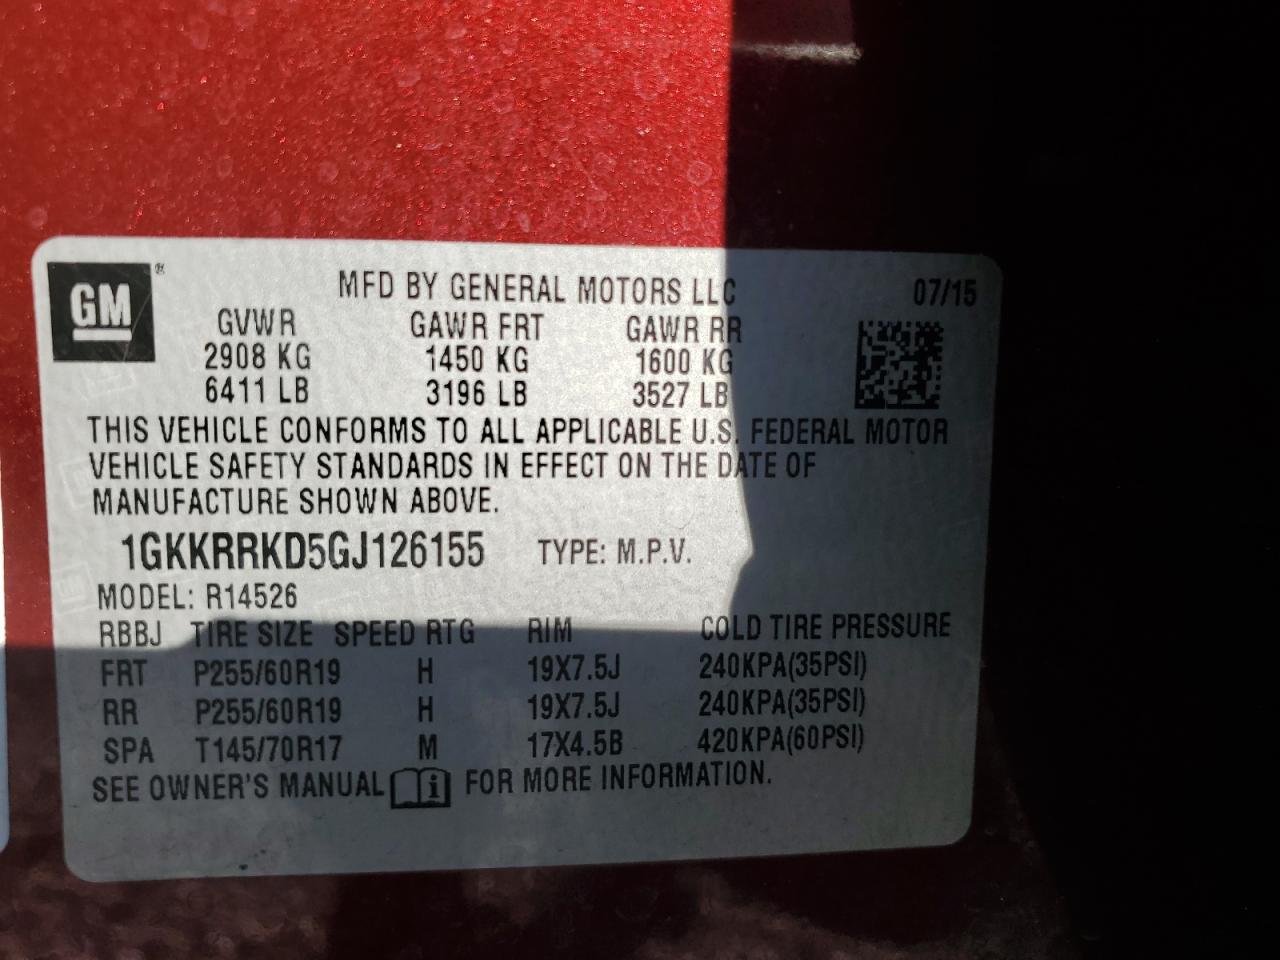 GM®
MFD BY GENERAL MOTORS LLC 07/15
GVWR GAWR FRT GAWR RR
2908 KG 1450 KG 1600 KG
6411 LB 3196 LB 3527 LB
THIS VEHICLE CONFORMS TO ALL APPLICABLE U.S. FEDERAL MOTOR
VEHICLE SAFETY STANDARDS IN EFFECT ON THE DATE OF
MANUFACTURE SHOWN ABOVE.
1GKKRRKD5GJ126155 TYPE: M.P.V.
MODEL: R14526
RBBJ TIRE SIZE SPEED RTG RIM COLD TIRE PRESSURE
FRT P255/60R19 H 19X7.5J 240KPA(35PSI)
RR P255/60R19 H 19X7.5J 240KPA(35PSI)
SPA T145/70R17 M 17X4.5B 420KPA(60PSI)
SEE OWNER'S MANUAL i FOR MORE INFORMATION.